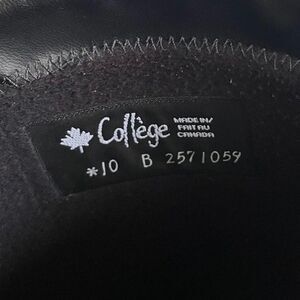 Collège MADE IN/
FAIT AU
CANADA
*10 B 2571059